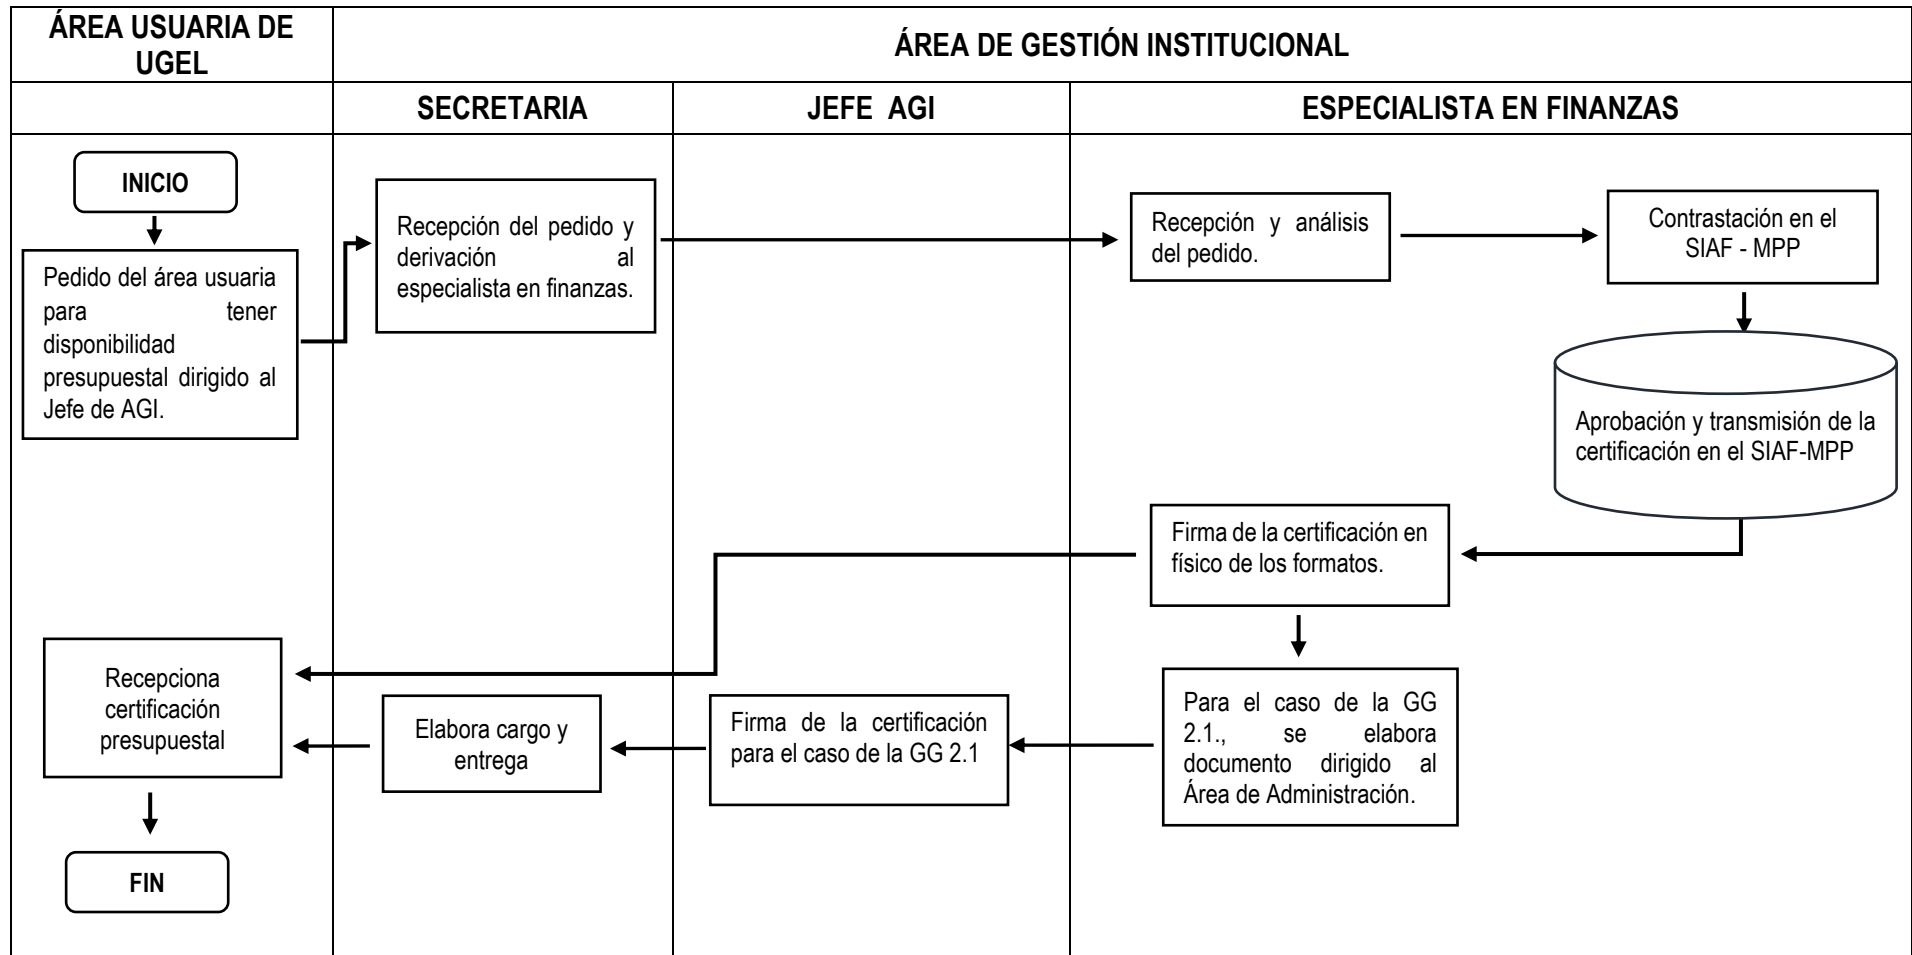 ÁREA USUARIA DE
UGEL
ÁREA DE GESTIÓN INSTITUCIONAL
SECRETARIA
JEFE AGI
ESPECIALISTA EN FINANZAS
INICIO
Pedido del área usuaria
para tener
disponibilidad
presupuestal dirigido al
Jefe de AGI.
Recepción del pedido y
derivación al
especialista en finanzas.
Recepción y análisis
del pedido.
Contrastación en el
SIAF - MPP
Aprobación y transmisión de la
certificación en el SIAF-MPP
Firma de la certificación en
físico de los formatos.
Para el caso de la GG
2.1., se elabora
documento dirigido al
Área de Administración.
Firma de la certificación
para el caso de la GG 2.1
Elabora cargo y
entrega
Recepciona
certificación
presupuestal
FIN